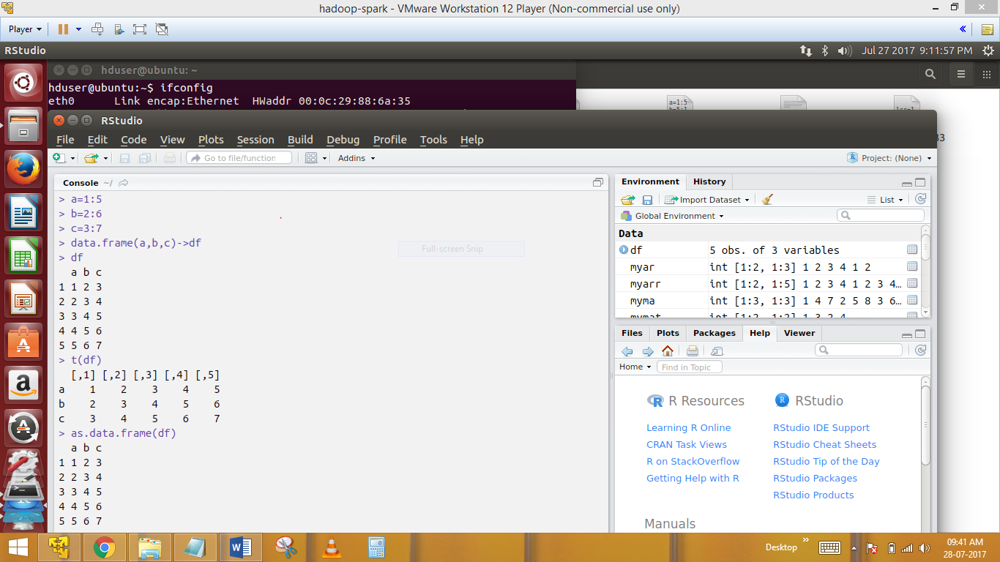 hadoop-spark - VMware Workstation 12 Player (Non-commercial use only)
Player
RStudio
Jul 27 2017 9:11:57 PM
hduser@ubuntu: ~
hduser@ubuntu:~$ ifconfig
eth0 Link encap:Ethernet HWaddr 00:0c:29:88:6a:35
a=1:5
RStudio
File Edit Code View Plots Session Build Debug Profile Tools Help
Go to file/function
Addins
Project: (None)
Console ~/
> a=1:5
> b=2:6
> c=3:7
> data.frame(a,b,c)->df
> df
a b c
1 1 2 3
2 2 3 4
3 3 4 5
4 4 5 6
5 5 6 7
> t(df)
[,1] [,2] [,3] [,4] [,5]
a 1 2 3 4 5
b 2 3 4 5 6
c 3 4 5 6 7
> as.data.frame(df)
a b c
1 1 2 3
2 2 3 4
3 3 4 5
4 4 5 6
5 5 6 7
Full-screen Snip
Environment History
Import Dataset
List
Global Environment
Data
df 5 obs. of 3 variables
myar int [1:2, 1:3] 1 2 3 4 1 2
myarr int [1:2, 1:5] 1 2 3 4 1 2 3 4…
myma int [1:3, 1:3] 1 4 7 2 5 8 3 6…
mymat int [1:2, 1:2] 1 3 2 4
Files Plots Packages Help Viewer
Home
Find in Topic
R Resources
Learning R Online
CRAN Task Views
R on StackOverflow
Getting Help with R
RStudio
RStudio IDE Support
RStudio Cheat Sheets
RStudio Tip of the Day
RStudio Packages
RStudio Products
Manuals
Desktop
09:41 AM
28-07-2017